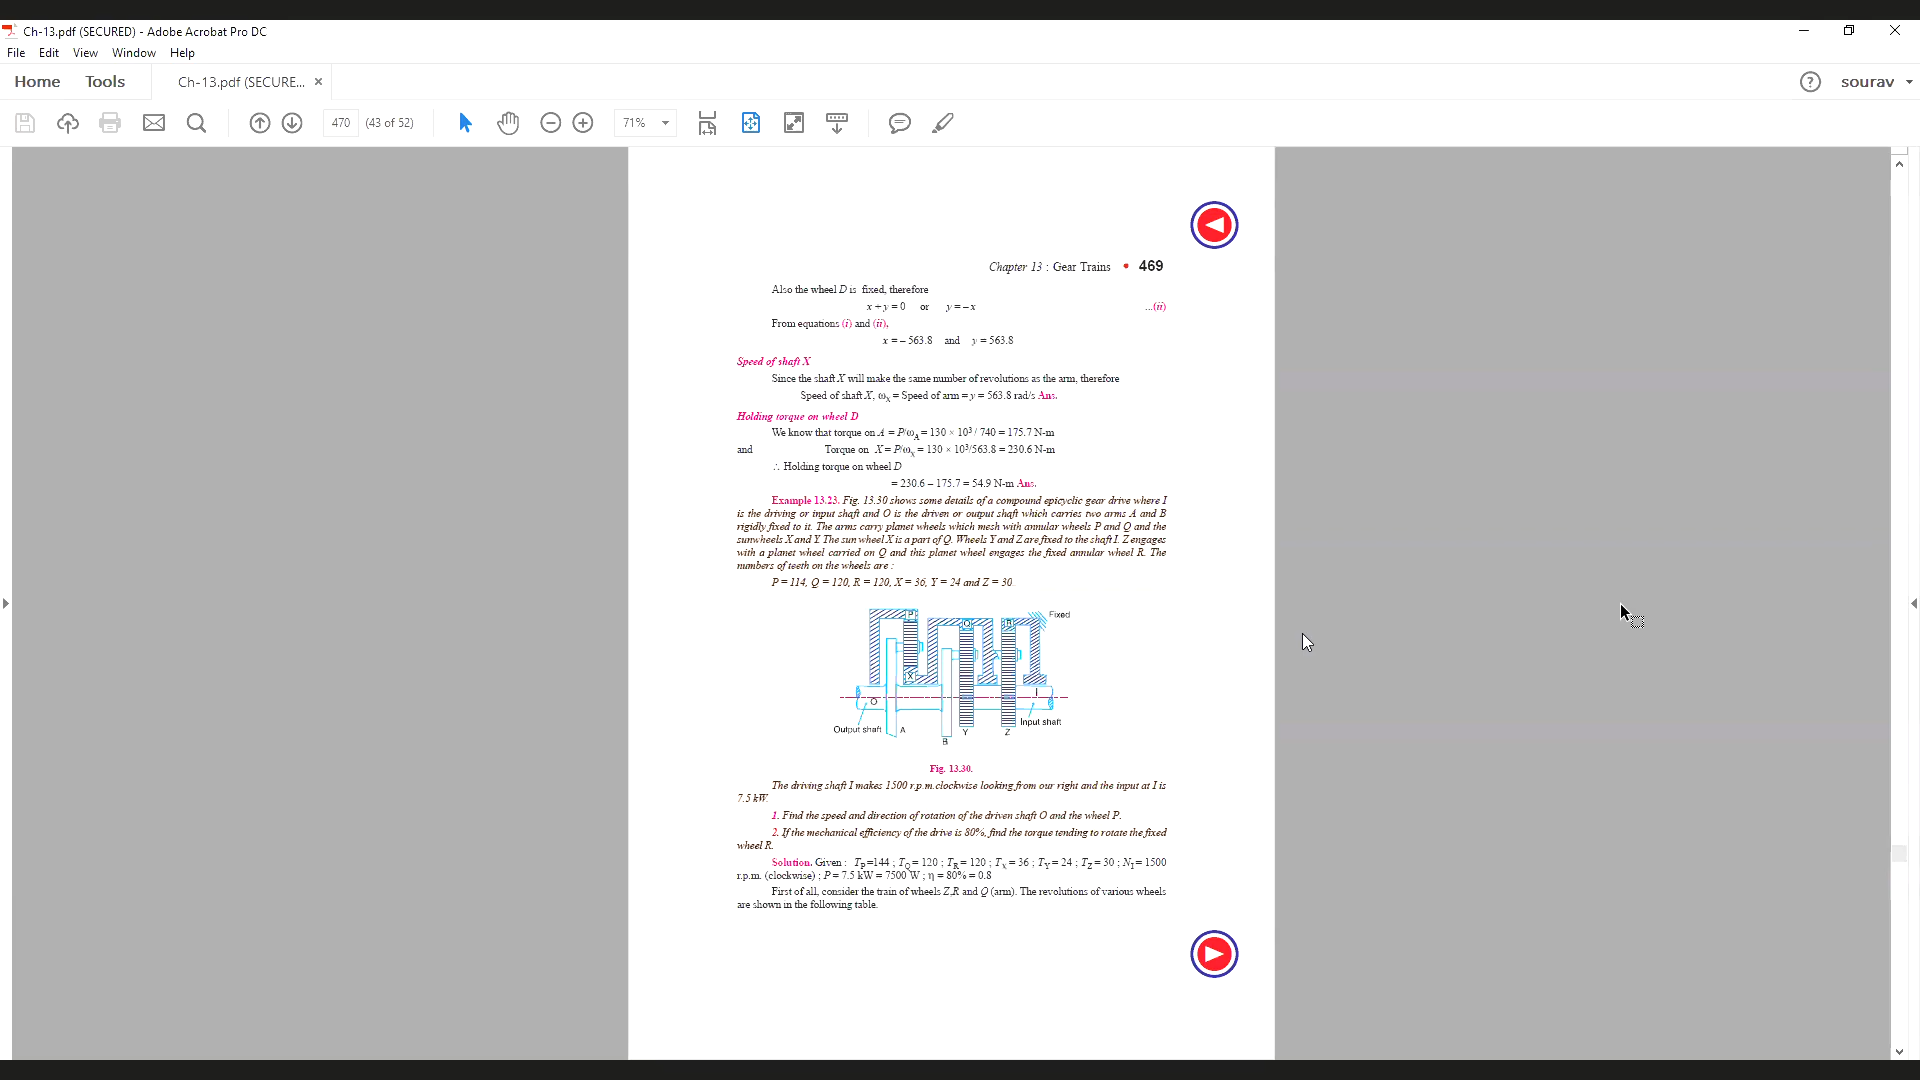 Ch-13.pdf (SECURED) - Adobe Acrobat Pro DC
File Edit View Window Help
Home Tools Ch-13.pdf (SECURE... × sourav
470 (43 of 52) 71%
Chapter 13 : Gear Trains • 469
Also the wheel D is fixed, therefore
x + y = 0 or y = – x ...(ii)
From equations (i) and (ii),
x = – 563.8 and y = 563.8
Speed of shaft X
Since the shaft X will make the same number of revolutions as the arm, therefore
Speed of shaft X, ωX = Speed of arm = y = 563.8 rad/s Ans.
Holding torque on wheel D
We know that torque on A = P/ωA = 130 × 10³ / 740 = 175.7 N-m
and Torque on X = P/ωX = 130 × 10³/563.8 = 230.6 N-m
∴ Holding torque on wheel D
= 230.6 – 175.7 = 54.9 N-m Ans.
Example 13.23. Fig. 13.30 shows some details of a compound epicyclic gear drive where I
is the driving or input shaft and O is the driven or output shaft which carries two arms A and B
rigidly fixed to it. The arms carry planet wheels which mesh with annular wheels P and Q and the
sunwheels X and Y. The sun wheel X is a part of Q. Wheels Y and Z are fixed to the shaft I. Z engages
with a planet wheel carried on Q and this planet wheel engages the fixed annular wheel R. The
numbers of teeth on the wheels are :
P = 114, Q = 120, R = 120, X = 36, Y = 24 and Z = 30.
P Q R Fixed
X
O I
Output shaft A B Y Z Input shaft
Fig. 13.30.
The driving shaft I makes 1500 r.p.m. clockwise looking from our right and the input at I is
7.5 kW.
1. Find the speed and direction of rotation of the driven shaft O and the wheel P.
2. If the mechanical efficiency of the drive is 80%, find the torque tending to rotate the fixed
wheel R.
Solution. Given : TP =144 ; TQ = 120 ; TR = 120 ; TX = 36 ; TY = 24 ; TZ = 30 ; NI = 1500
r.p.m. (clockwise) ; P = 7.5 kW = 7500 W ; η = 80% = 0.8
First of all, consider the train of wheels Z,R and Q (arm). The revolutions of various wheels
are shown in the following table.